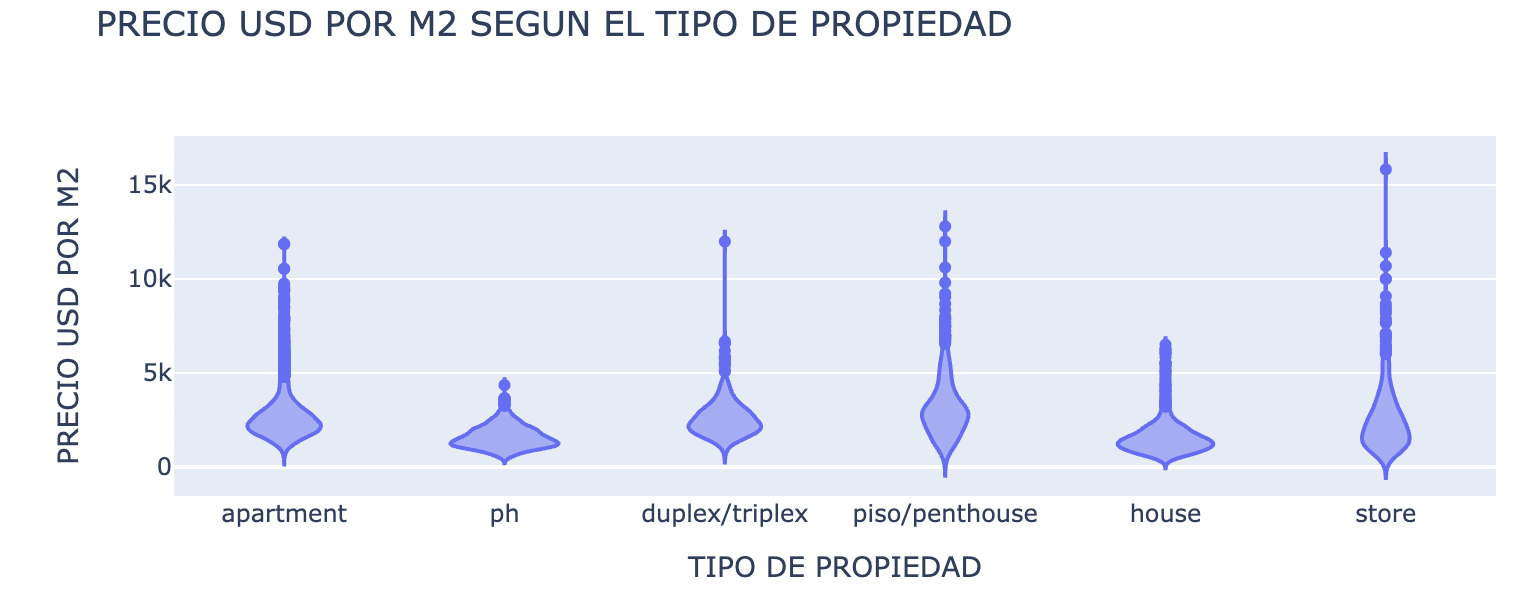 PRECIO USD POR M2 SEGUN EL TIPO DE PROPIEDAD
PRECIO USD POR M2
15k
10k
5k
0
apartment
ph
duplex/triplex
piso/penthouse
house
store
TIPO DE PROPIEDAD